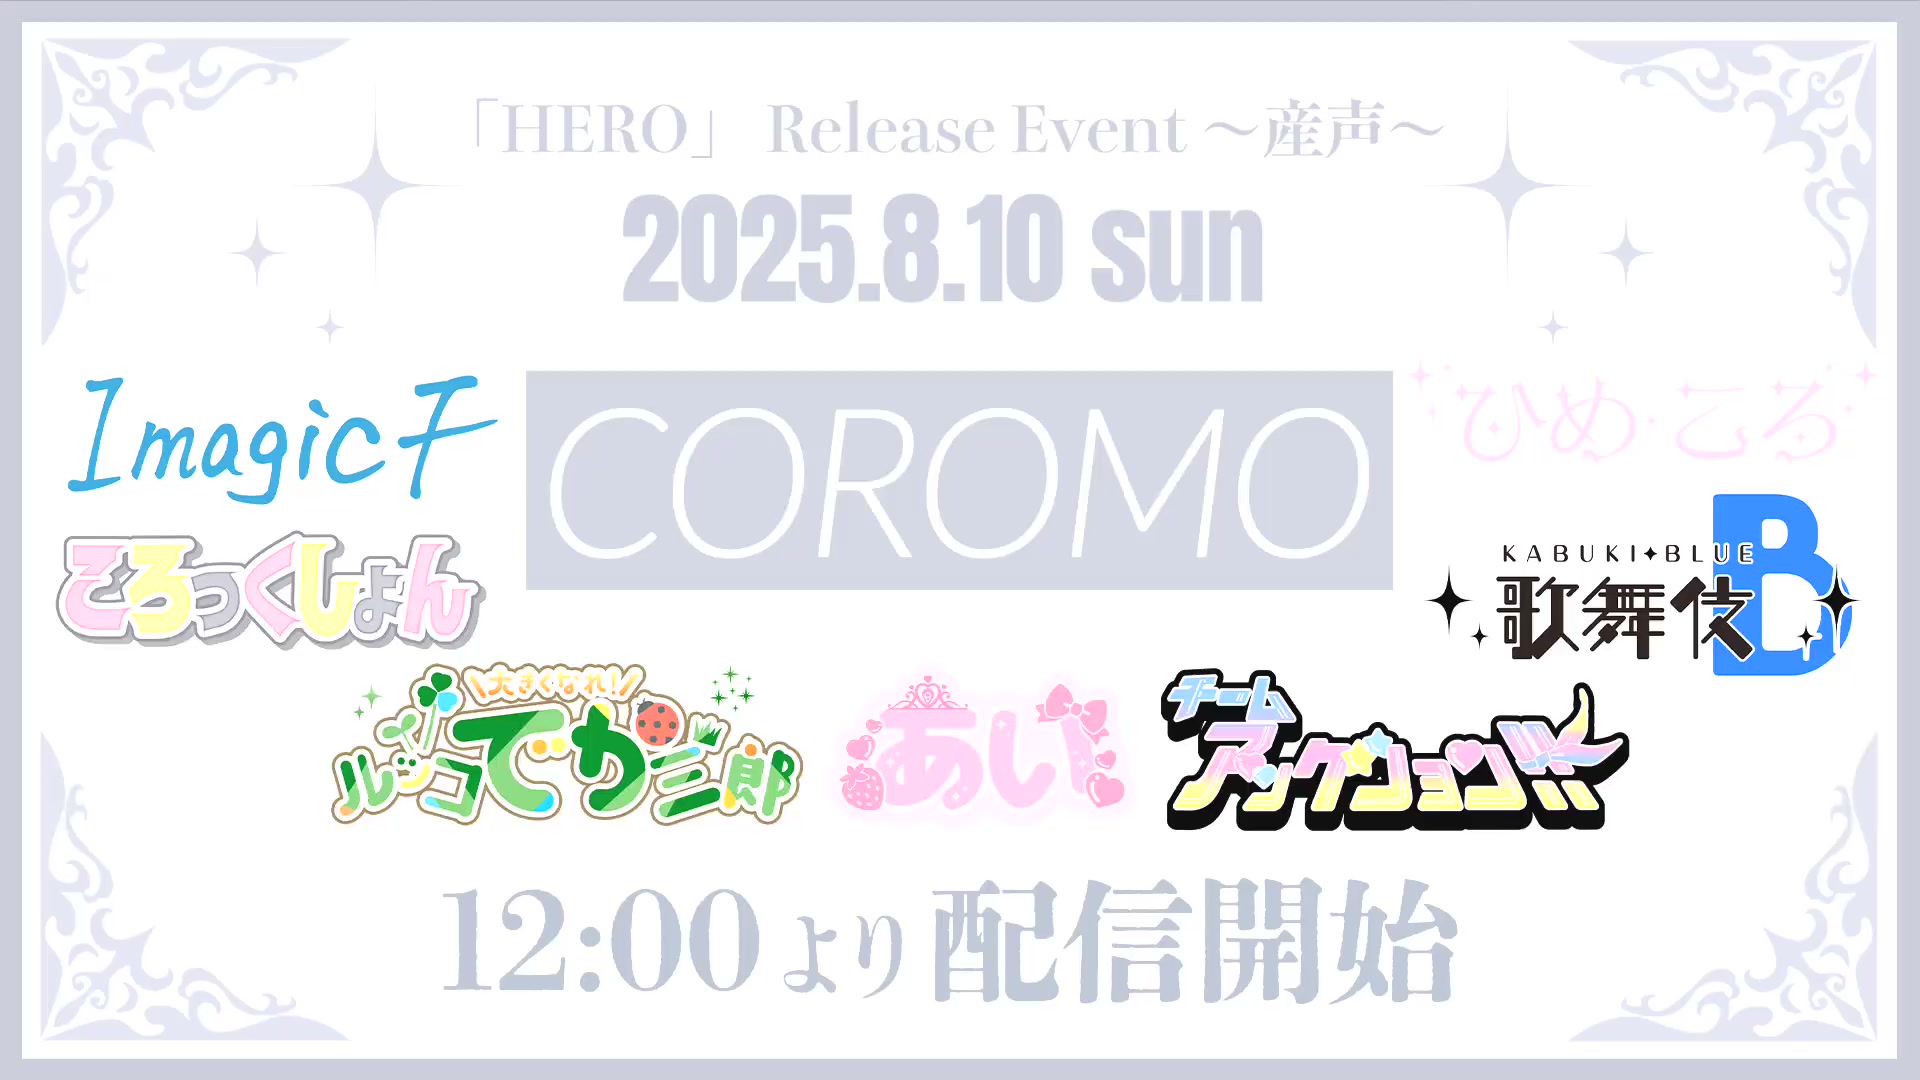 「HERO」 Release Event ～産声～
2025.8.10 sun
ImagicF
COROMO
ひめ・ころ
ころっくしょん
KABUKI✦BLUE
歌舞伎
B
\大きくなれ!/
ルッコでか三郎
あい
チーム
アックション!!
12:00より配信開始